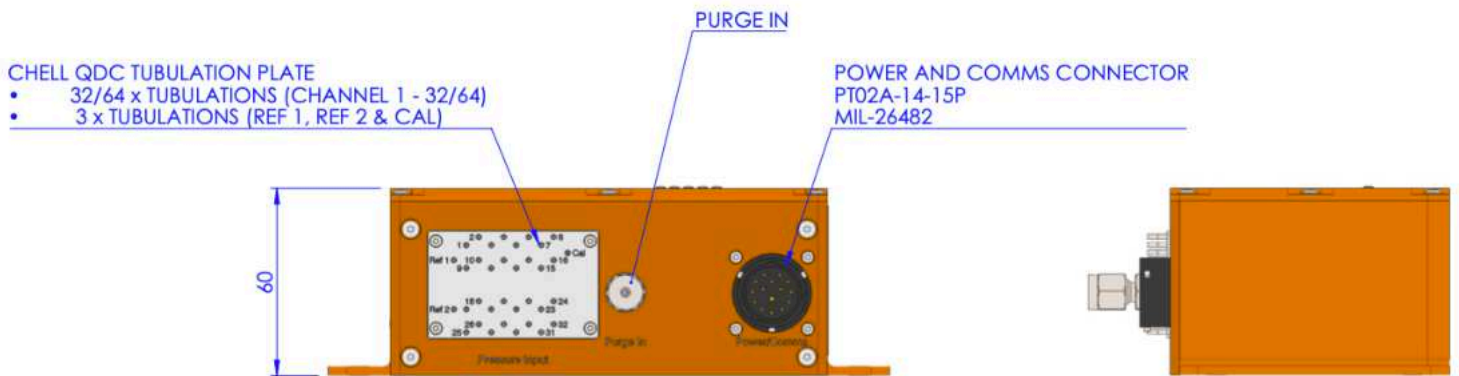 PURGE IN
CHELL QDC TUBULATION PLATE
• 32/64 x TUBULATIONS (CHANNEL 1 - 32/64)
• 3 x TUBULATIONS (REF 1, REF 2 & CAL)
POWER AND COMMS CONNECTOR
PT02A-14-15P
MIL-26482
60
2 8
1 7
Cal
Ref 1 10 16
9 15
18 24
Ref 2 23
26 32
25 31
Purge In
Power/Comms
Pressure Input